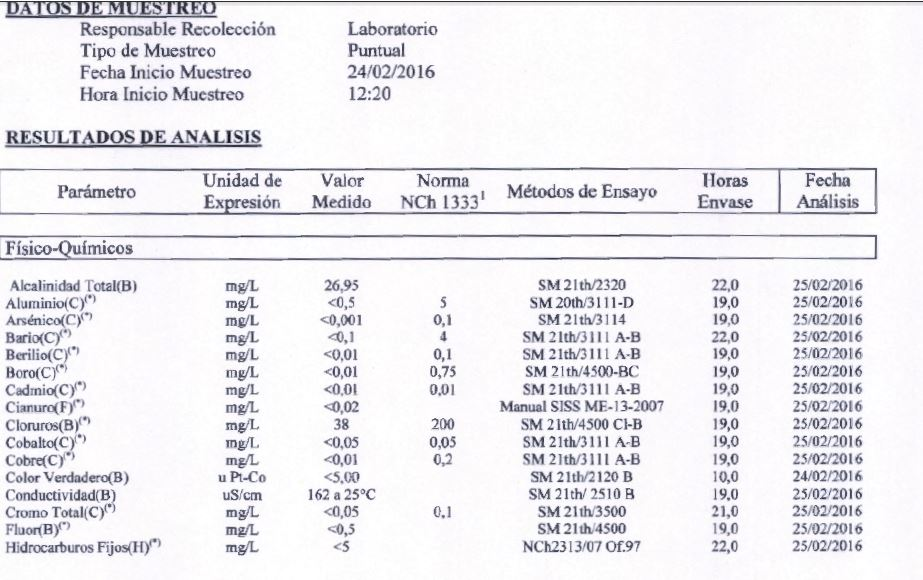 DATOS DE MUESTREO
Responsable Recolección Laboratorio
Tipo de Muestreo Puntual
Fecha Inicio Muestreo 24/02/2016
Hora Inicio Muestreo 12:20
RESULTADOS DE ANALISIS
Parámetro Unidad de Expresión Valor Medido Norma NCh 1333¹ Métodos de Ensayo Horas Envase Fecha Análisis
Físico-Químicos
Alcalinidad Total(B) mg/L 26,95 SM 21th/2320 22,0 25/02/2016
Aluminio(C)(*) mg/L <0,5 5 SM 20th/3111-D 19,0 25/02/2016
Arsénico(C)(*) mg/L <0,001 0,1 SM 21th/3114 19,0 25/02/2016
Bario(C)(*) mg/L <0,1 4 SM 21th/3111 A-B 22,0 25/02/2016
Berilio(C)(*) mg/L <0,01 0,1 SM 21th/3111 A-B 19,0 25/02/2016
Boro(C)(*) mg/L <0,01 0,75 SM 21th/4500-BC 19,0 25/02/2016
Cadmio(C)(*) mg/L <0,01 0,01 SM 21th/3111 A-B 19,0 25/02/2016
Cianuro(F)(*) mg/L <0,02 Manual SISS ME-13-2007 19,0 25/02/2016
Cloruros(B)(*) mg/L 38 200 SM 21th/4500 Cl-B 19,0 25/02/2016
Cobalto(C)(*) mg/L <0,05 0,05 SM 21th/3111 A-B 19,0 25/02/2016
Cobre(C)(*) mg/L <0,01 0,2 SM 21th/3111 A-B 19,0 25/02/2016
Color Verdadero(B) u Pt-Co <5,00 SM 21th/2120 B 10,0 24/02/2016
Conductividad(B) uS/cm 162 a 25°C SM 21th/ 2510 B 19,0 25/02/2016
Cromo Total(C)(*) mg/L <0,05 0,1 SM 21th/3500 21,0 25/02/2016
Fluor(B)(*) mg/L <0,5 SM 21th/4500 19,0 25/02/2016
Hidrocarburos Fijos(H)(*) mg/L <5 NCh2313/07 Of.97 22,0 25/02/2016